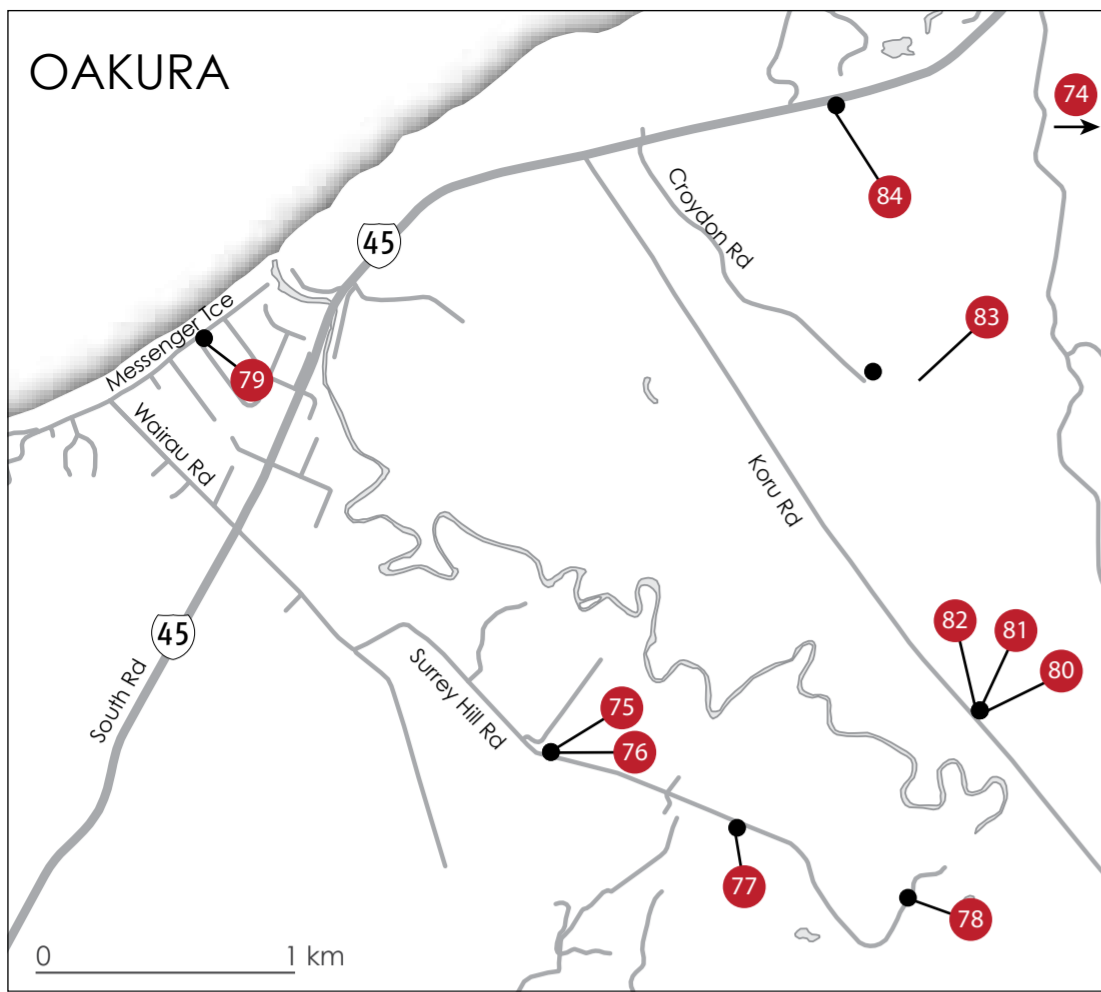 OAKURA
74
84
Croydon Rd
45
83
Messenger Tce
79
Wairau Rd
Koru Rd
82
81
80
45
South Rd
Surrey Hill Rd
75
76
77
78
0 1 km